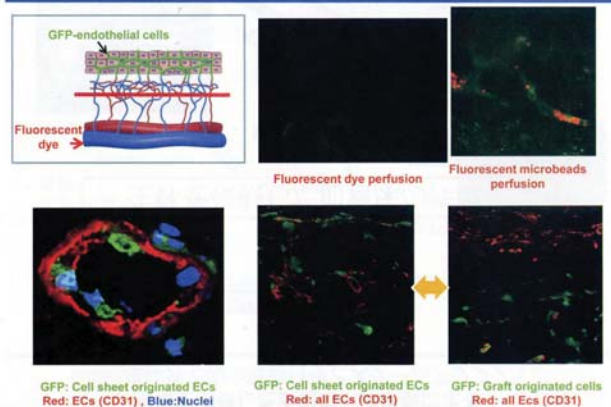 GFP-endothelial cells
Fluorescent
dye
Fluorescent dye perfusion
Fluorescent microbeads
perfusion
GFP: Cell sheet originated ECs
Red: ECs (CD31) , Blue:Nuclei
GFP: Cell sheet originated ECs
Red: all ECs (CD31)
GFP: Graft originated cells
Red: all Ecs (CD31)